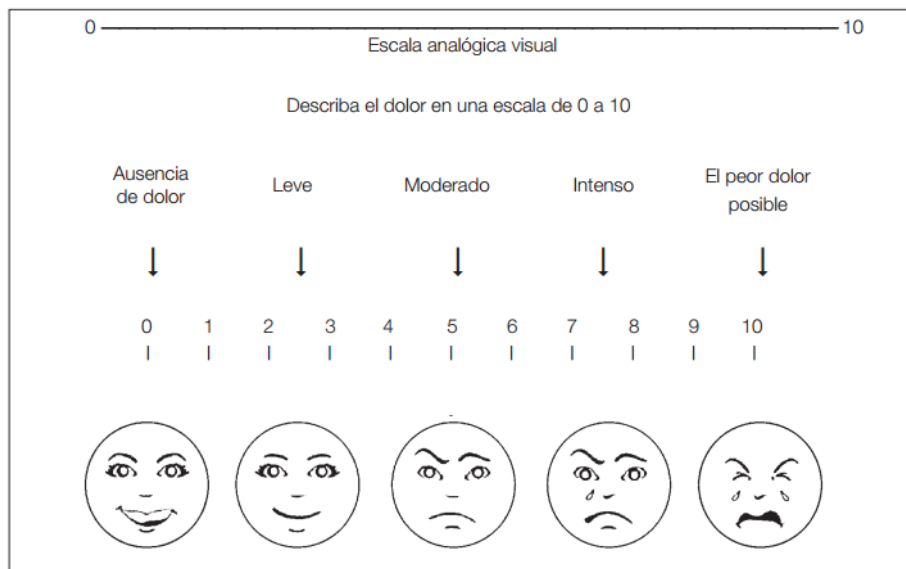 0 10
Escala analógica visual
Describa el dolor en una escala de 0 a 10
Ausencia de dolor
Leve
Moderado
Intenso
El peor dolor posible
0 1 2 3 4 5 6 7 8 9 10